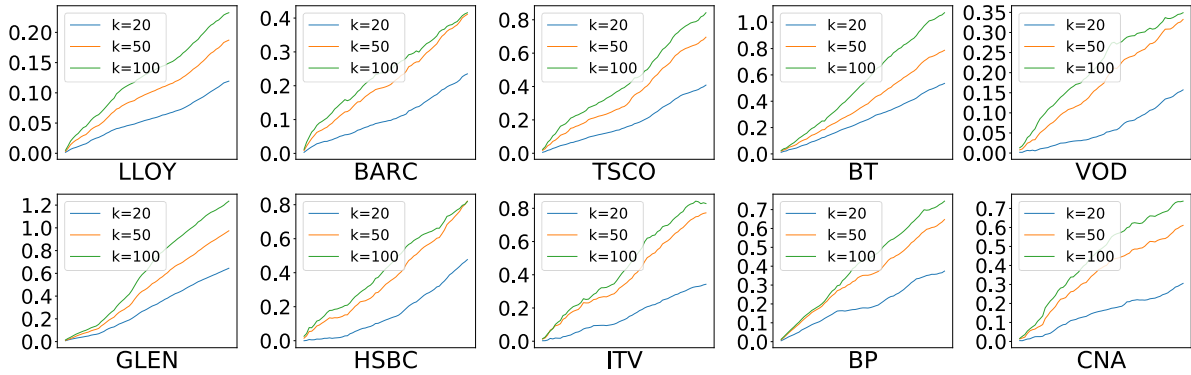 0.20
0.15
0.10
0.05
0.00
k=20
k=50
k=100
LLOY
0.4
0.3
0.2
0.1
0.0
k=20
k=50
k=100
BARC
0.8
0.6
0.4
0.2
0.0
k=20
k=50
k=100
TSCO
1.0
0.8
0.6
0.4
0.2
0.0
k=20
k=50
k=100
BT
0.35
0.30
0.25
0.20
0.15
0.10
0.05
0.00
k=20
k=50
k=100
VOD
1.2
1.0
0.8
0.6
0.4
0.2
0.0
k=20
k=50
k=100
GLEN
0.8
0.6
0.4
0.2
0.0
k=20
k=50
k=100
HSBC
0.8
0.6
0.4
0.2
0.0
k=20
k=50
k=100
ITV
0.7
0.6
0.5
0.4
0.3
0.2
0.1
0.0
k=20
k=50
k=100
BP
0.7
0.6
0.5
0.4
0.3
0.2
0.1
0.0
k=20
k=50
k=100
CNA